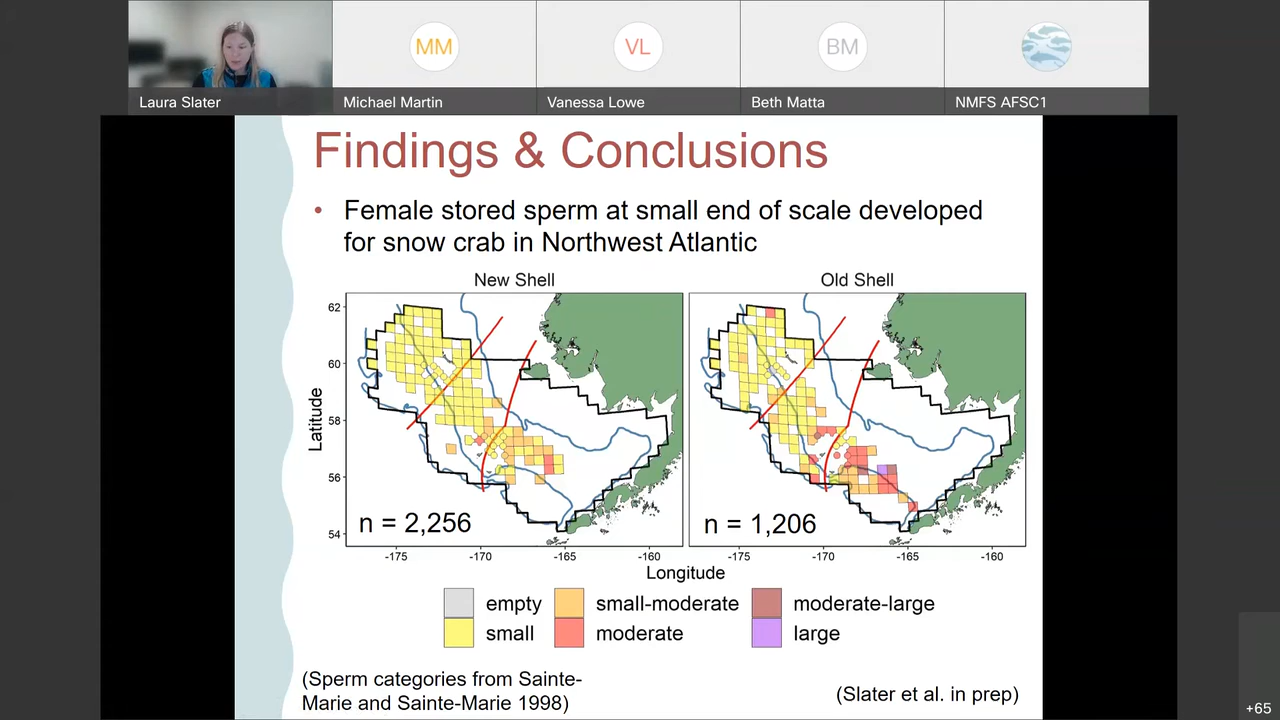 MM
VL
BM
Laura Slater
Michael Martin
Vanessa Lowe
Beth Matta
NMFS AFSC1
Findings & Conclusions
• Female stored sperm at small end of scale developed
for snow crab in Northwest Atlantic
New Shell
Old Shell
62
60
58
56
54
Latitude
n = 2,256
n = 1,206
-175
-170
-165
-160
-175
-170
-165
-160
Longitude
empty
small-moderate
moderate-large
small
moderate
large
(Sperm categories from Sainte-
Marie and Sainte-Marie 1998)
(Slater et al. in prep)
+65